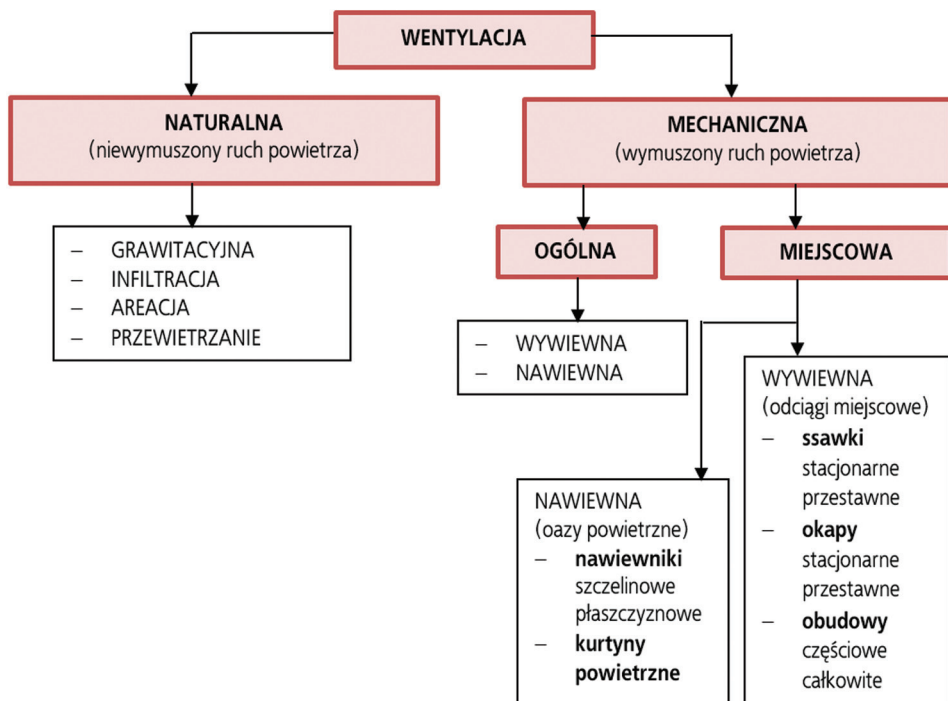 WENTYLACJA
NATURALNA
(niewymuszony ruch powietrza)
MECHANICZNA
(wymuszony ruch powietrza)
– GRAWITACYJNA
– INFILTRACJA
– AREACJA
– PRZEWIETRZANIE
OGÓLNA
MIEJSCOWA
– WYWIEWNA
– NAWIEWNA
NAWIEWNA
(oazy powietrzne)
– nawiewniki
szczelinowe
płaszczyznowe
– kurtyny
powietrzne
WYWIEWNA
(odciągi miejscowe)
– ssawki
stacjonarne
przestawne
– okapy
stacjonarne
przestawne
– obudowy
częściowe
całkowite